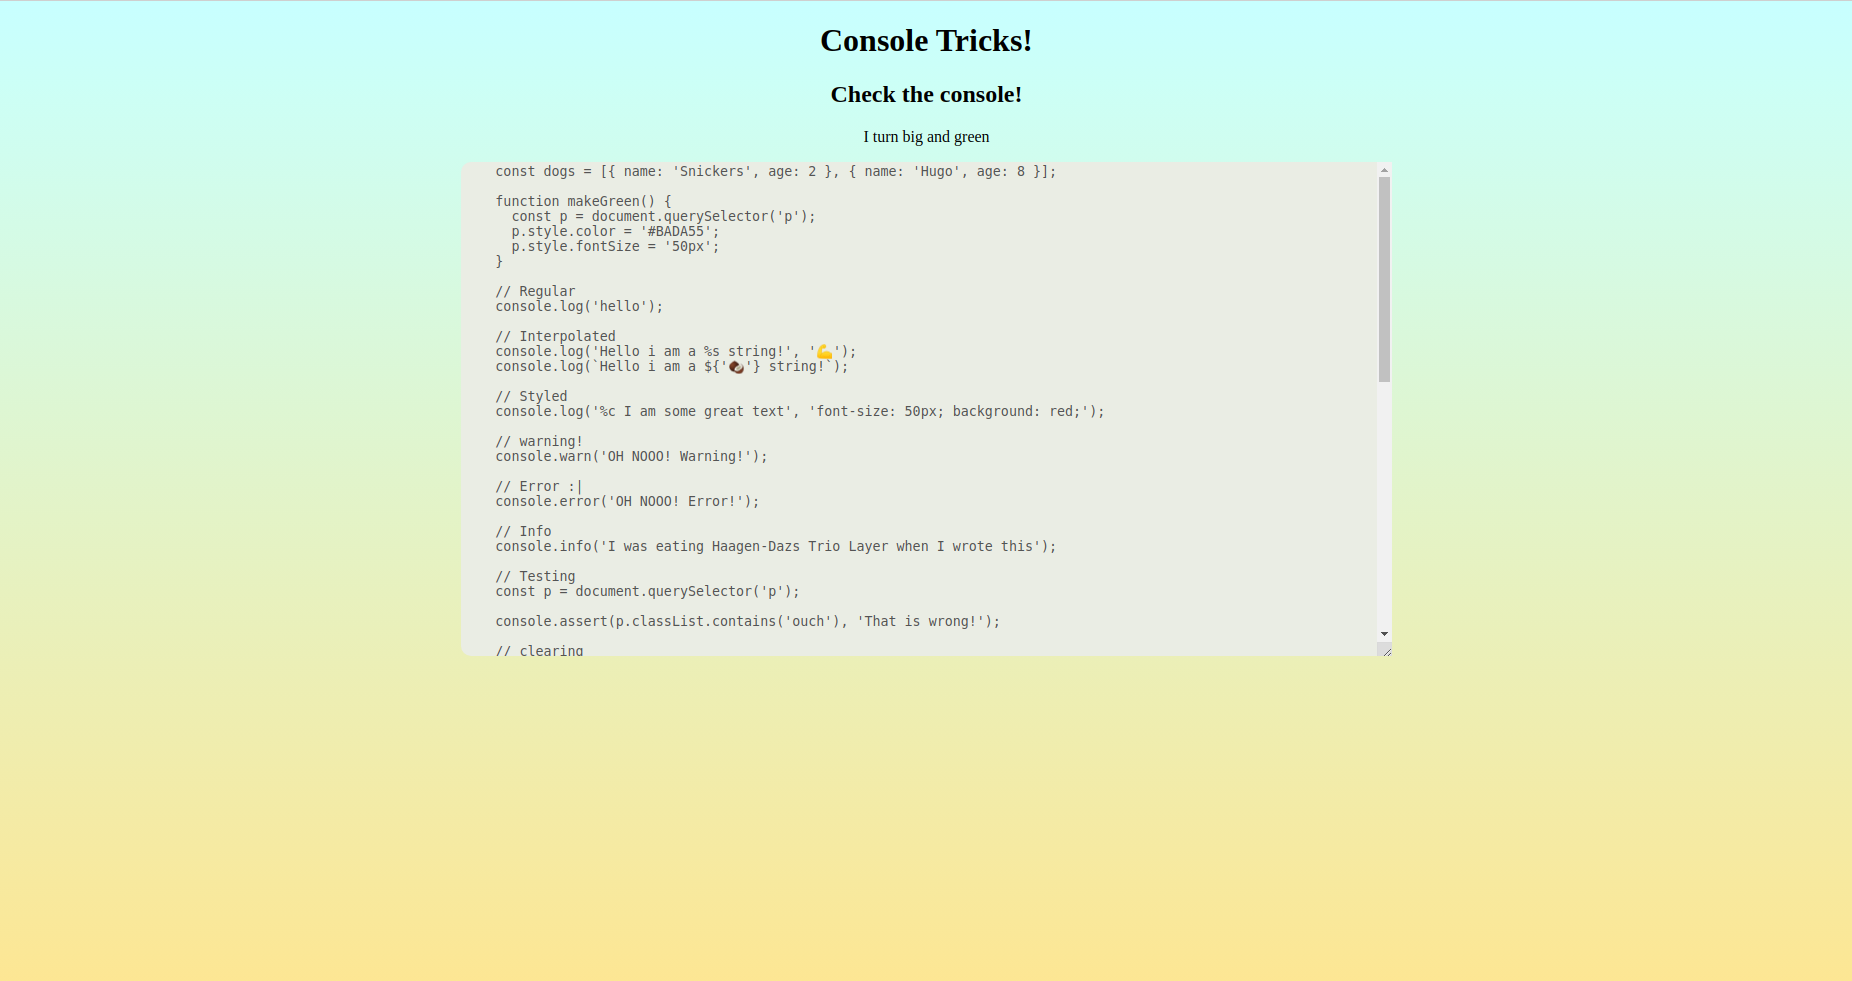 Console Tricks!
Check the console!
I turn big and green
const dogs = [{ name: 'Snickers', age: 2 }, { name: 'Hugo', age: 8 }];
function makeGreen() {
const p = document.querySelector('p');
p.style.color = '#BADA55';
p.style.fontSize = '50px';
}
// Regular
console.log('hello');
// Interpolated
console.log('Hello i am a %s string!', '💪');
console.log(`Hello i am a ${'🥥'} string!`);
// Styled
console.log('%c I am some great text', 'font-size: 50px; background: red;');
// warning!
console.warn('OH NOOO! Warning!');
// Error :|
console.error('OH NOOO! Error!');
// Info
console.info('I was eating Haagen-Dazs Trio Layer when I wrote this');
// Testing
const p = document.querySelector('p');
console.assert(p.classList.contains('ouch'), 'That is wrong!');
// clearing